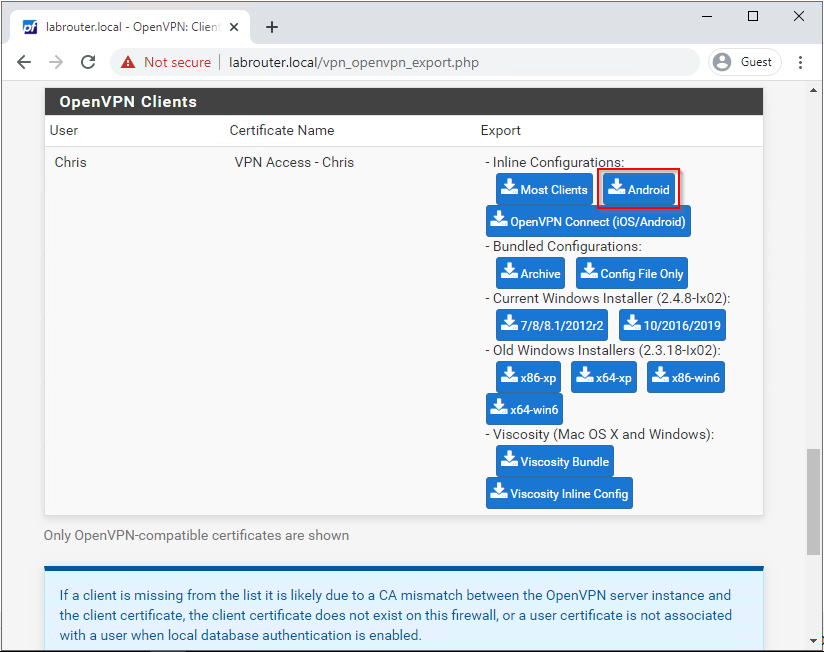 pf labrouter.local - OpenVPN: Client
Not secure labrouter.local/vpn_openvpn_export.php Guest
OpenVPN Clients
User Certificate Name Export
Chris VPN Access - Chris - Inline Configurations:
Most Clients Android
OpenVPN Connect (iOS/Android)
- Bundled Configurations:
Archive Config File Only
- Current Windows Installer (2.4.8-Ix02):
7/8/8.1/2012r2 10/2016/2019
- Old Windows Installers (2.3.18-Ix02):
x86-xp x64-xp x86-win6
x64-win6
- Viscosity (Mac OS X and Windows):
Viscosity Bundle
Viscosity Inline Config
Only OpenVPN-compatible certificates are shown
If a client is missing from the list it is likely due to a CA mismatch between the OpenVPN server instance and
the client certificate, the client certificate does not exist on this firewall, or a user certificate is not associated
with a user when local database authentication is enabled.